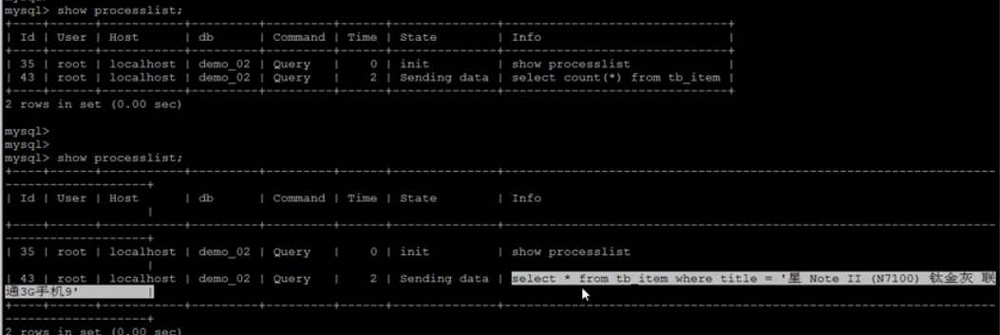 mysql> show processlist;
+----+------+-----------+---------+---------+------+--------------+------------------------------+
| Id | User | Host | db | Command | Time | State | Info |
+----+------+-----------+---------+---------+------+--------------+------------------------------+
| 35 | root | localhost | demo_02 | Query | 0 | init | show processlist |
| 43 | root | localhost | demo_02 | Query | 2 | Sending data | select count(*) from tb_item |
+----+------+-----------+---------+---------+------+--------------+------------------------------+
2 rows in set (0.00 sec)
mysql>
mysql>
mysql> show processlist;
| Id | User | Host | db | Command | Time | State | Info
|
| 35 | root | localhost | demo_02 | Query | 0 | init | show processlist
|
| 43 | root | localhost | demo_02 | Query | 2 | Sending data | select * from tb_item where title = '星 Note II (N7100) 钛金灰 联
通3G手机9' |
2 rows in set (0.00 sec)